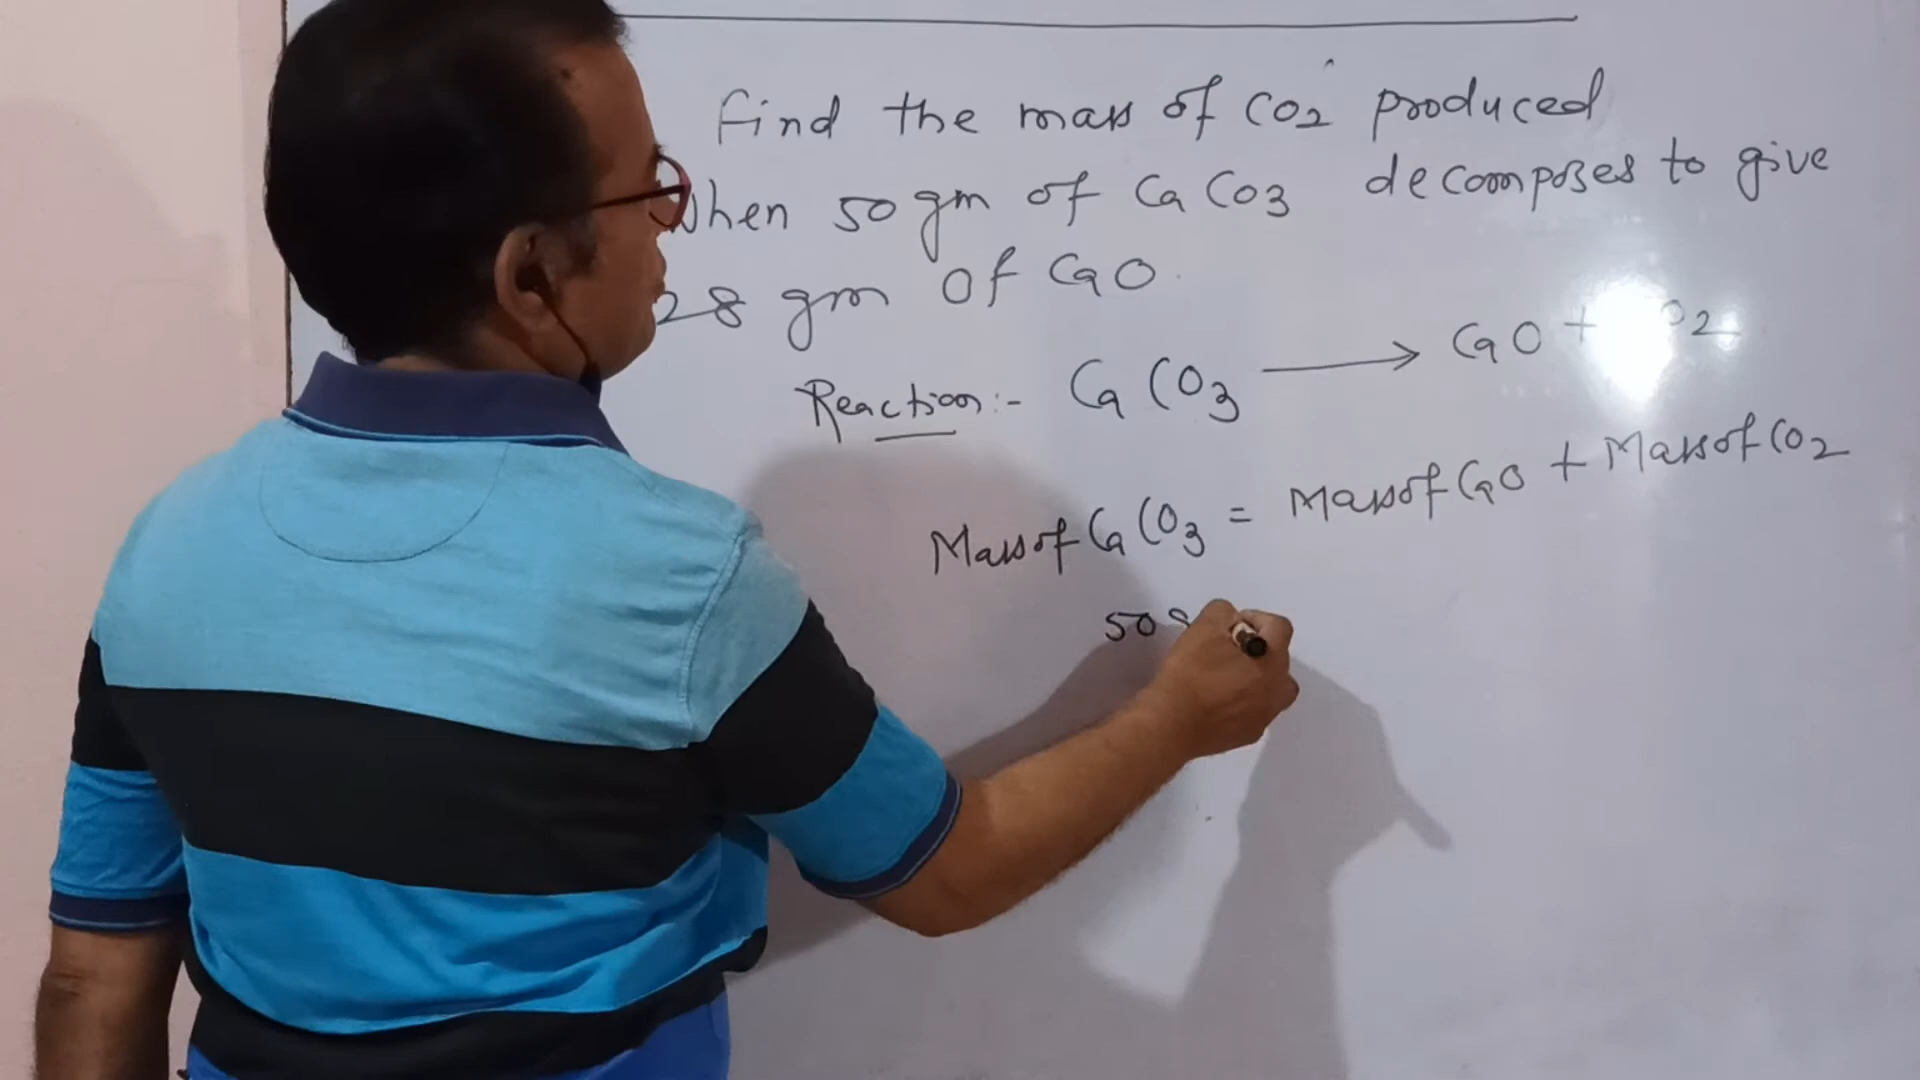 Find the mass of CO2 produced
When 50 gm of CaCO3 decomposes to give
28 gm of CaO
Reaction:- CaCO3 → CaO + O2
Mass of CaCO3 = Mass of CaO + Mass of CO2
50